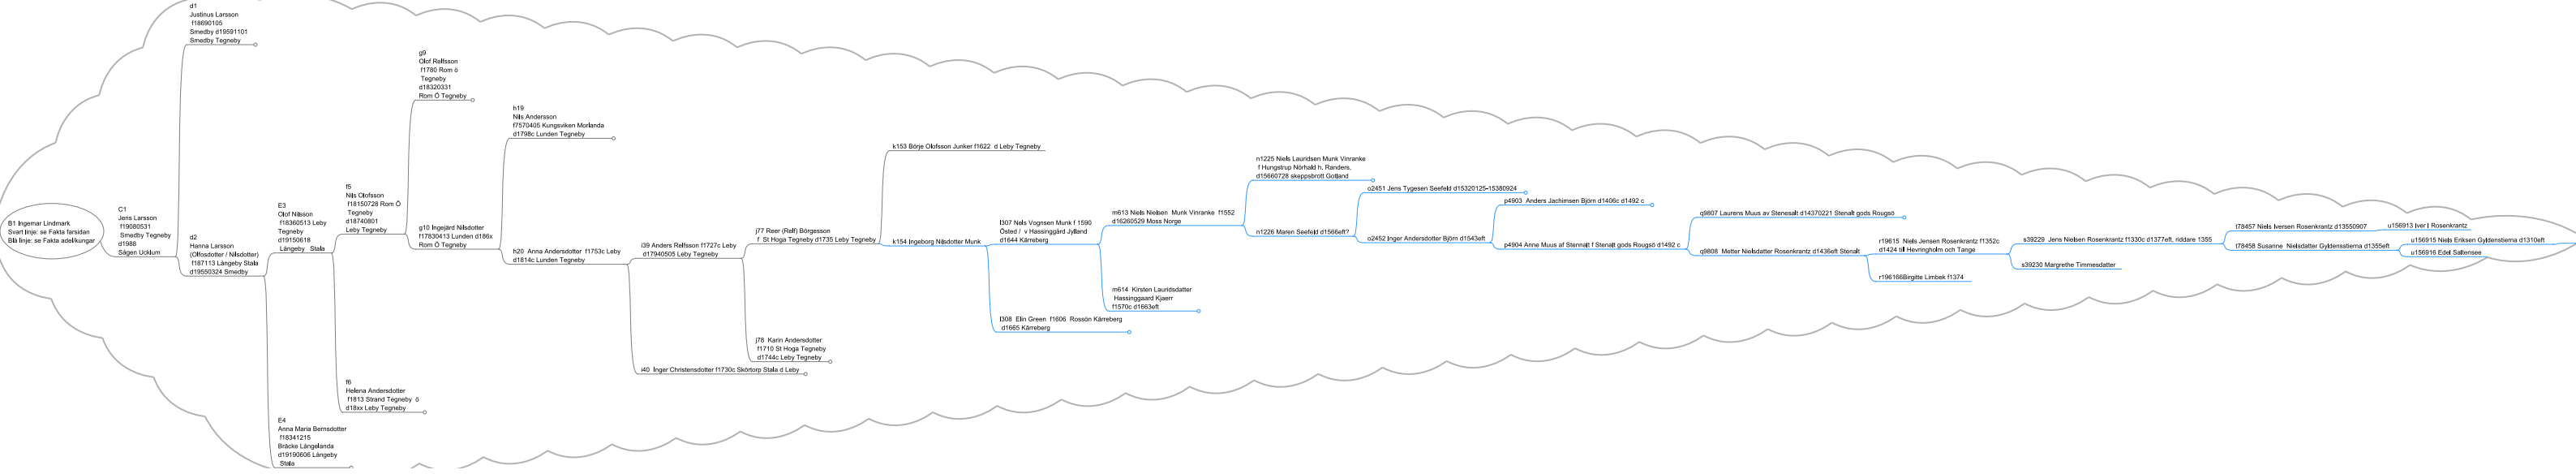 B1 Ingemar Lindmark
Svart linje: se Fakta farsidan
Blå linje: se Fakta adel/kungar
C1
Jens Larsson
f19080531
Smedby Tegneby
d1988
Sågen Ucklum
d1
Justinus Larsson
f18690105
Smedby d19591101
Smedby Tegneby
d2
Hanna Larsson
(Olfosdotter / Nilsdotter)
f187113 Långeby Stala
d19550324 Smedby
E3
Olof Nilsson
f18360513 Leby
Tegneby
d19150618
Långeby Stala
E4
Anna Maria Bernsdotter
f18341215
Bräcke Långelanda
d19190606 Långeby
Stala
f5
Nils Olofsson
f18150728 Rom Ö
Tegneby
d18740801
Leby Tegneby
f6
Helena Andersdotter
f1813 Strand Tegneby ö
d18xx Leby Tegneby
g9
Olof Relfsson
f1780 Rom ö
Tegneby
d18320331
Rom Ö Tegneby
g10 Ingejärd Nilsdotter
f17830413 Lunden d186x
Rom Ö Tegneby
h19
Nils Andersson
f7570405 Kungsviken Morlanda
d1798c Lunden Tegneby
h20 Anna Andersdotter f1753c Leby
d1814c Lunden Tegneby
i39 Anders Relfsson f1727c Leby
d17940505 Leby Tegneby
i40 Inger Christensdotter f1730c Skörtorp Stala d Leby
j77 Reer (Relf) Börgesson
f St Hoga Tegneby d1735 Leby Tegneby
j78 Karin Andersdotter
f1710 St Hoga Tegneby
d1744c Leby Tegneby
k153 Börje Olofsson Junker f1622 d Leby Tegneby
k154 Ingeborg Nilsdotter Munk
l307 Nels Vognsen Munk f 1590
Östed / v Hassinggård Jylland
d1644 Kärreberg
l308 Elin Green f1606 Rossön Kärreberg
d1665 Kärreberg
m613 Niels Nielsen Munk Vinranke f1552
d16260529 Moss Norge
m614 Kirsten Lauridsdatter
Hassinggaard Kjaerr
f1570c d1663eft
n1225 Niels Lauridsen Munk Vinranke
f Hungstrup Nörhald h, Randers,
d15660728 skeppsbrott Gotland
n1226 Maren Seefeld d1566eft?
o2451 Jens Tygesen Seefeld d15320125-15380924
o2452 Inger Andersdotter Björn d1543eft
p4903 Anders Jachimsen Björn d1406c d1492 c
p4904 Anne Muus af Stennalt f Stenalt gods Rougsö d1492 c
q9807 Laurens Muus av Stenesalt d14370221 Stenalt gods Rougsö
q9808 Metter Nielsdatter Rosenkrantz d1436eft Stenalt
r19615 Niels Jensen Rosenkrantz f1352c
d1424 till Hevringholm och Tange
r196166Birgitte Limbek f1374
s39229 Jens Nielsen Rosenkrantz f1330c d1377eft, riddare 1355
s39230 Margrethe Timmesdatter
t78457 Niels Iversen Rosenkrantz d13550907
t78458 Susanne Nielsdatter Gyldensstierna d1355eft
u156913 Iver I Rosenkrantz
u156915 Niels Eriksen Gyldenstierna d1310eft
u156916 Edel Saltensee